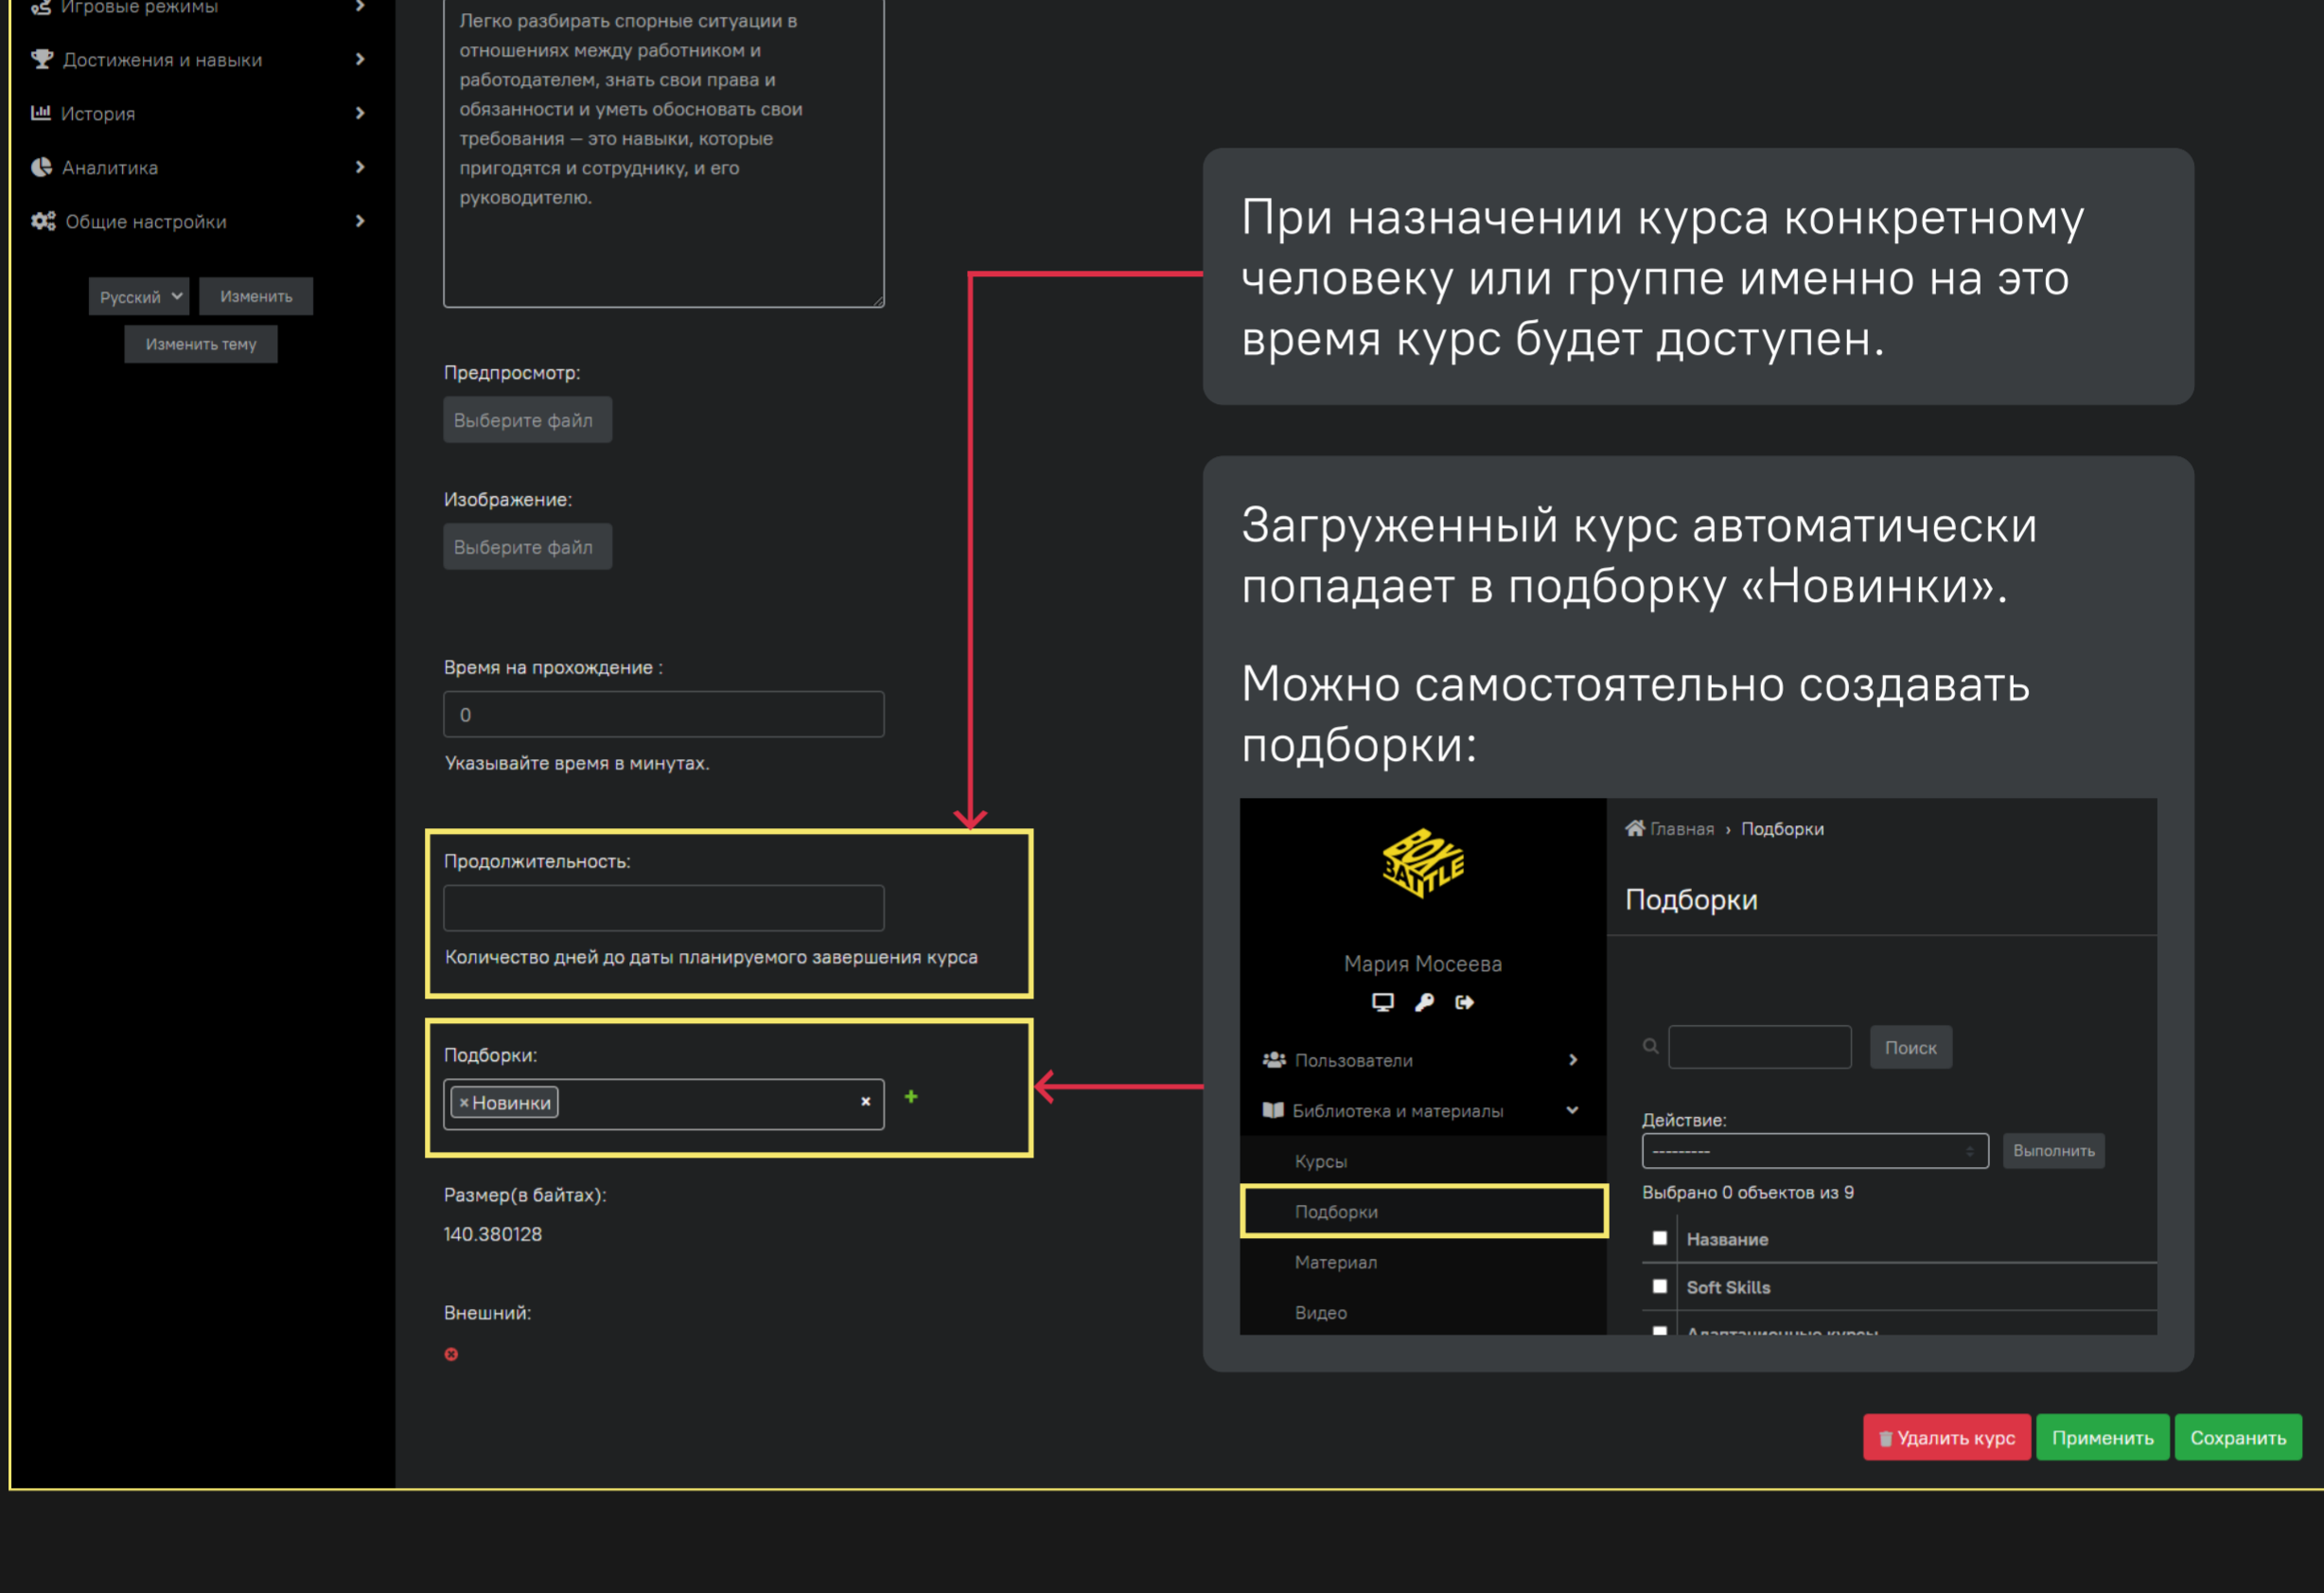 Игровые режимы
Достижения и навыки
История
Аналитика
Общие настройки
Русский
Изменить
Изменить тему
Легко разбирать спорные ситуации в
отношениях между работником и
работодателем, знать свои права и
обязанности и уметь обосновать свои
требования — это навыки, которые
пригодятся и сотруднику, и его
руководителю.
Предпросмотр:
Выберите файл
Изображение:
Выберите файл
Время на прохождение :
0
Указывайте время в минутах.
Продолжительность:
Количество дней до даты планируемого завершения курса
Подборки:
× Новинки ×
Размер(в байтах):
140.380128
Внешний:
При назначении курса конкретному
человеку или группе именно на это
время курс будет доступен.
Загруженный курс автоматически
попадает в подборку «Новинки».
Можно самостоятельно создавать
подборки:
BOX
BATTLE
Мария Мосеева
Пользователи
Библиотека и материалы
Курсы
Подборки
Материал
Видео
Главная › Подборки
Подборки
Поиск
Действие:
---------
Выполнить
Выбрано 0 объектов из 9
Название
Soft Skills
Адаптационные курсы
Удалить курс
Применить
Сохранить